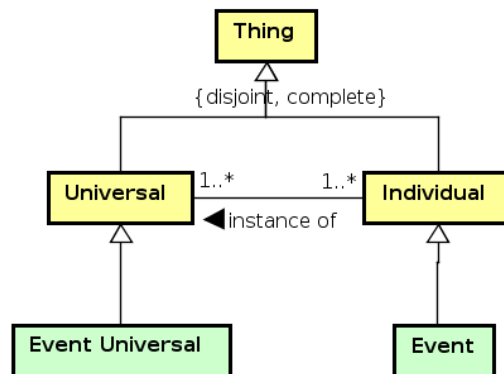 Thing
{disjoint, complete}
1..*
1..*
Universal
Individual
instance of
Event Universal
Event